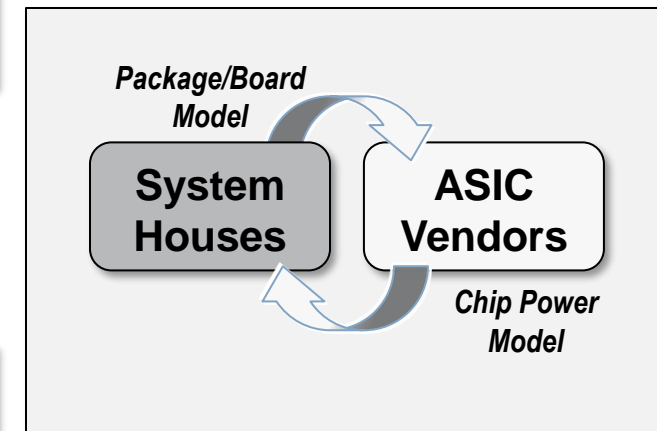 Package/Board
Model
System
Houses
ASIC
Vendors
Chip Power
Model